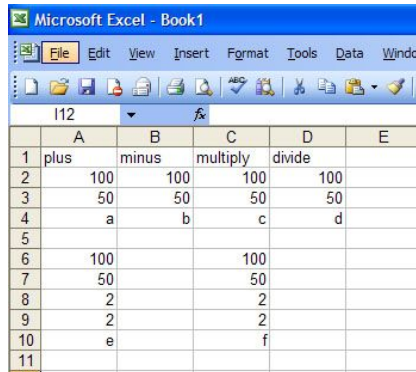 Microsoft Excel - Book1
File Edit View Insert Format Tools Data
ABC
I12 fx
A B C D E
1 plus minus multiply divide
2 100 100 100 100
3 50 50 50 50
4 a b c d
5
6 100 100
7 50 50
8 2 2
9 2 2
10 e f
11